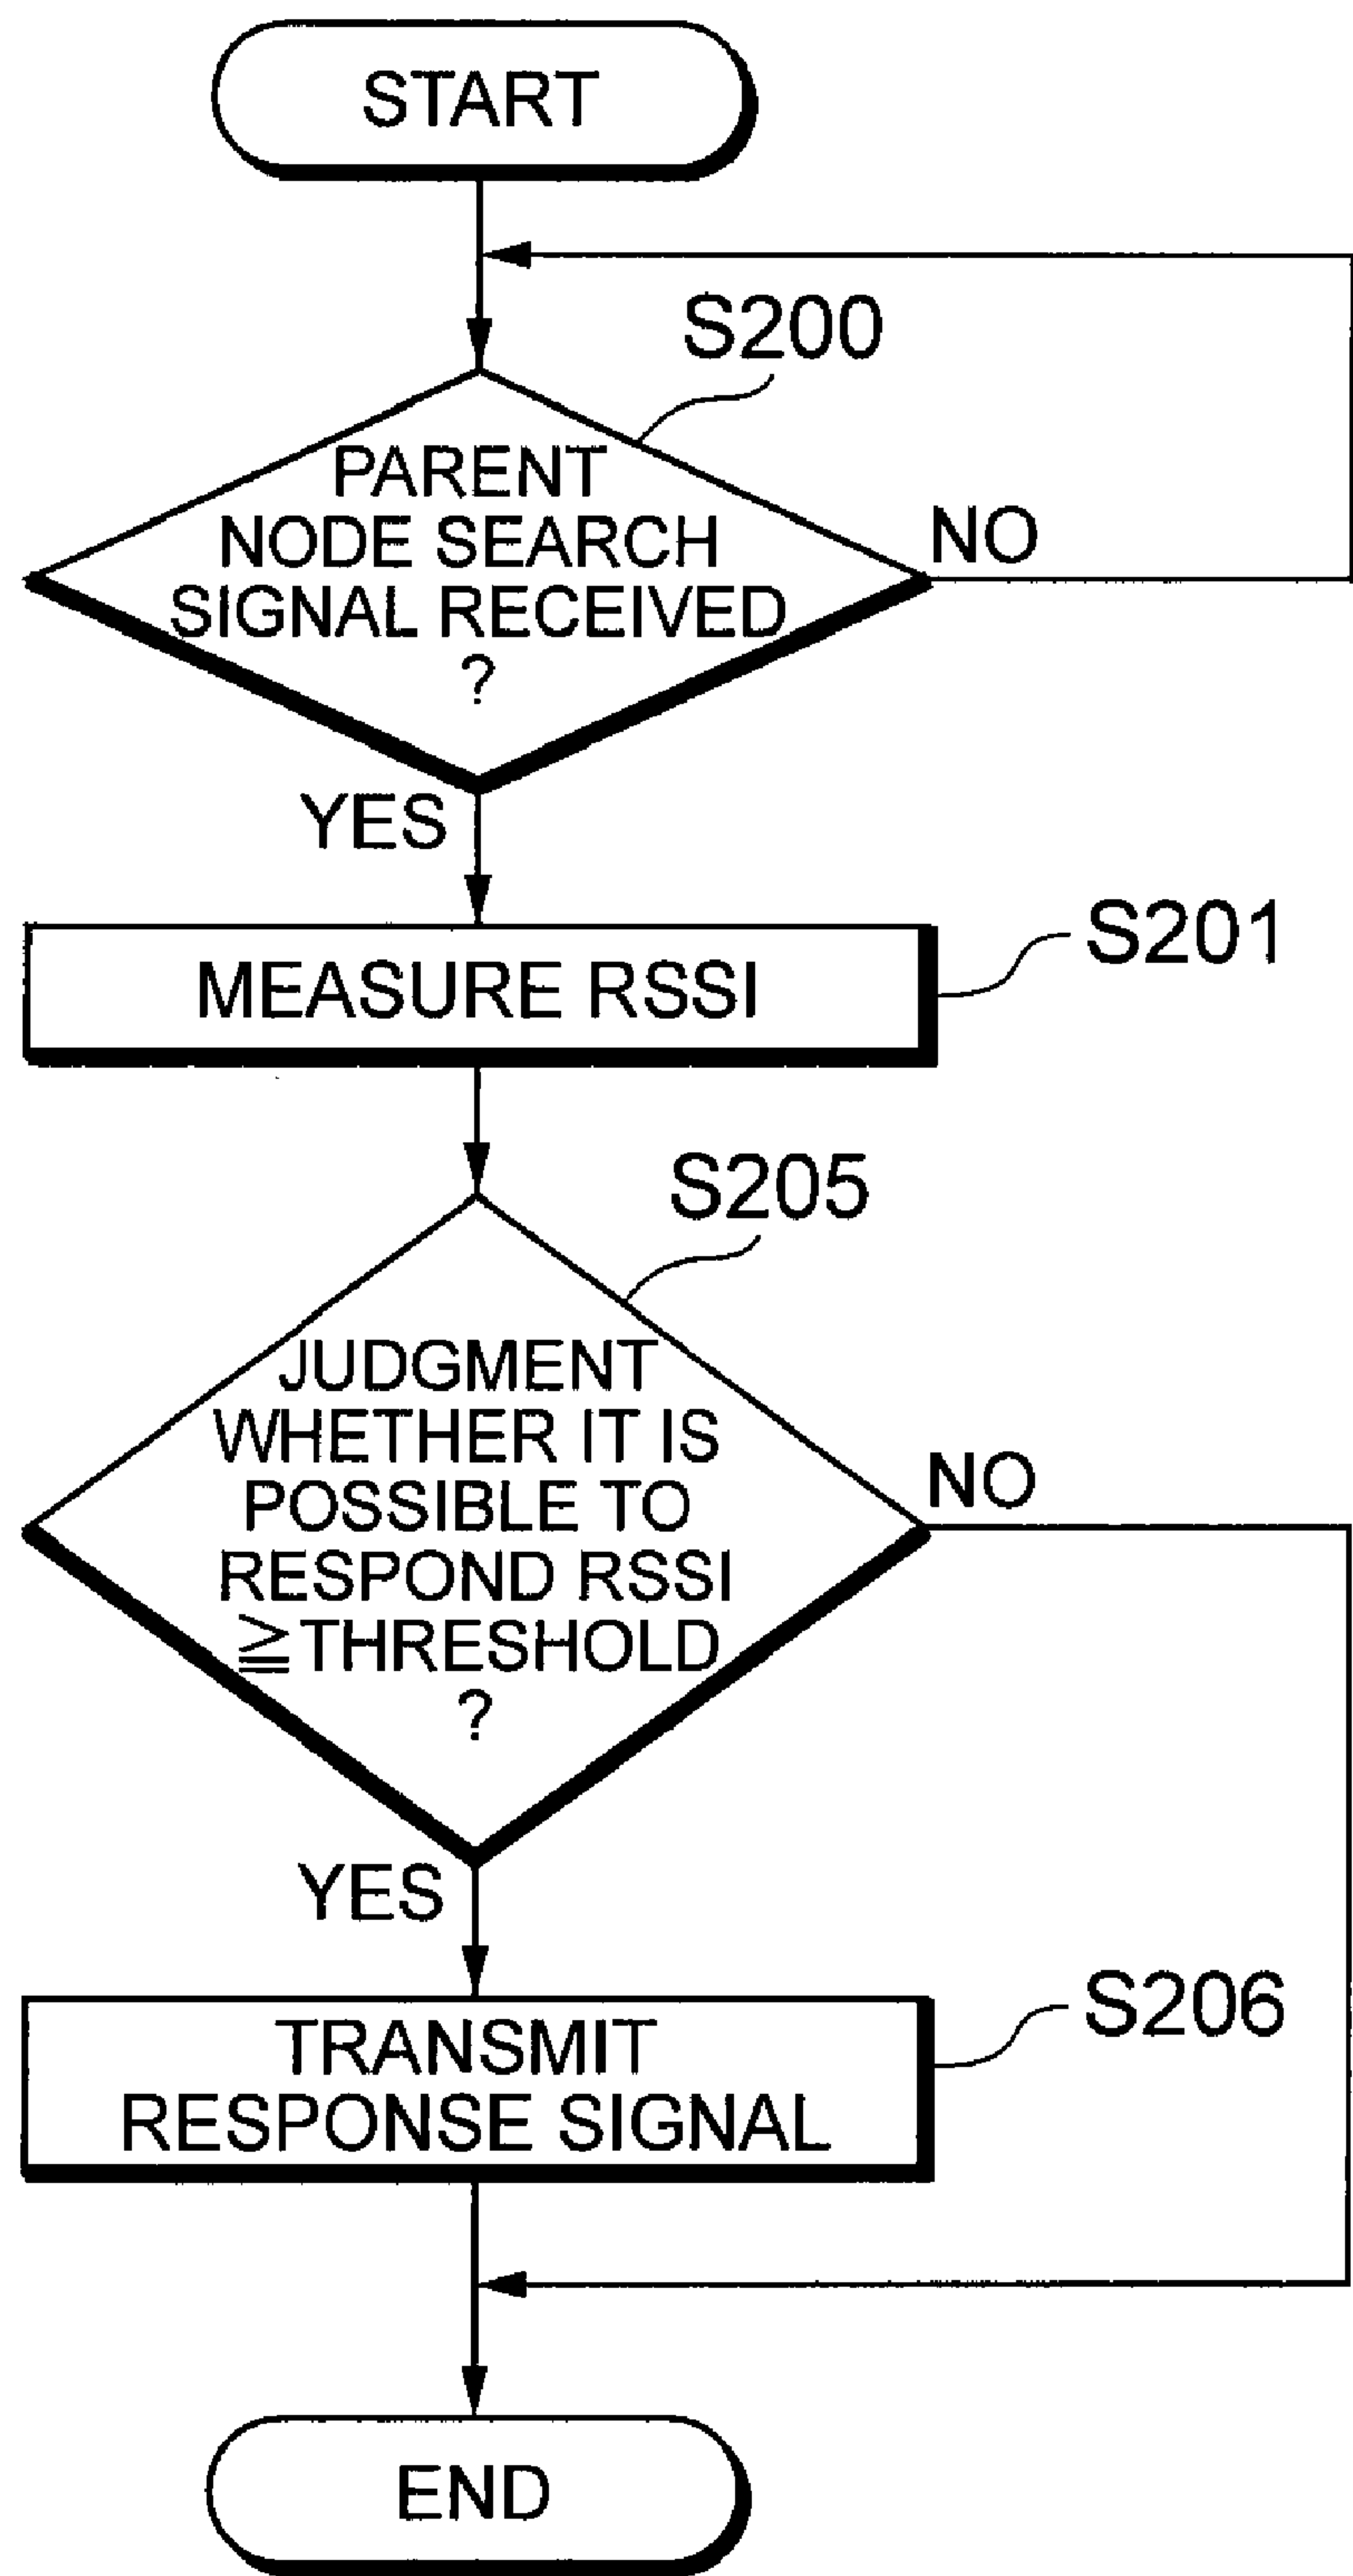 START
S200
PARENT
NODE SEARCH
SIGNAL RECEIVED
?
NO
YES
MEASURE RSSI
S201
S205
JUDGMENT
WHETHER IT IS
POSSIBLE TO
RESPOND RSSI
≧THRESHOLD
?
NO
YES
TRANSMIT
RESPONSE SIGNAL
S206
END